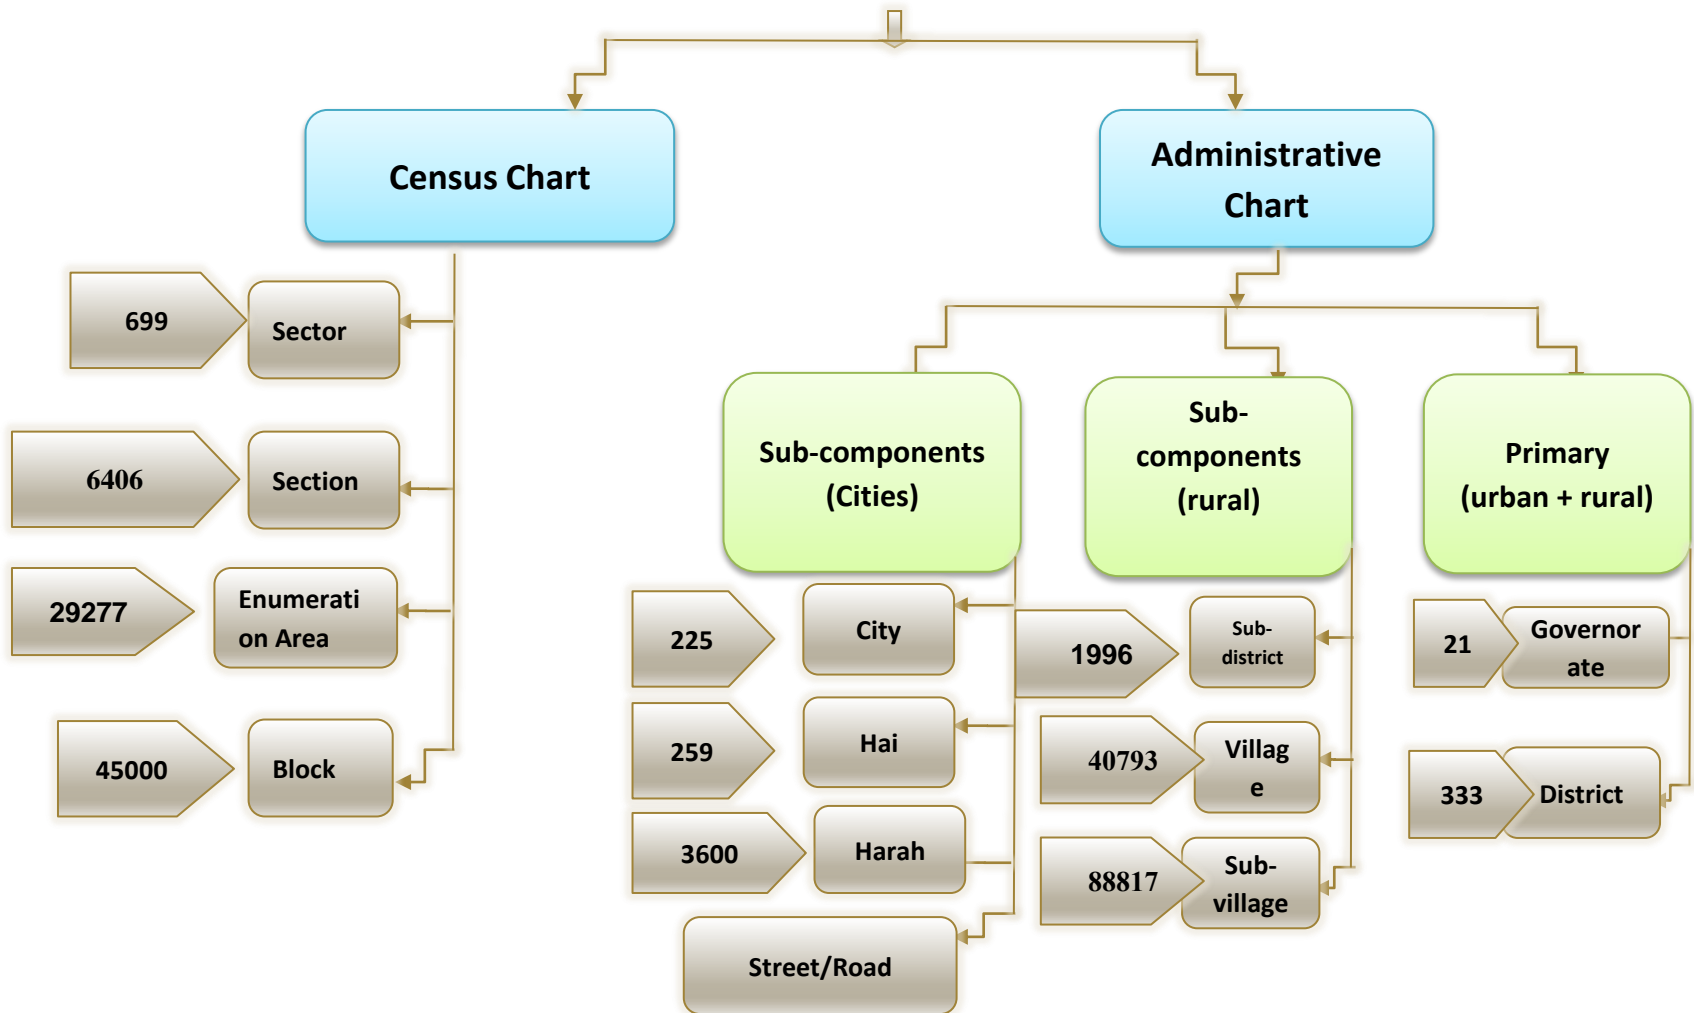 Census Chart
Administrative
Chart
699
Sector
6406
Section
29277
Enumerati
on Area
45000
Block
Sub-components
(Cities)
225
City
259
Hai
3600
Harah
Street/Road
Sub-
components
(rural)
1996
Sub-
district
40793
Villag
e
88817
Sub-
village
Primary
(urban + rural)
21
Governor
ate
333
District